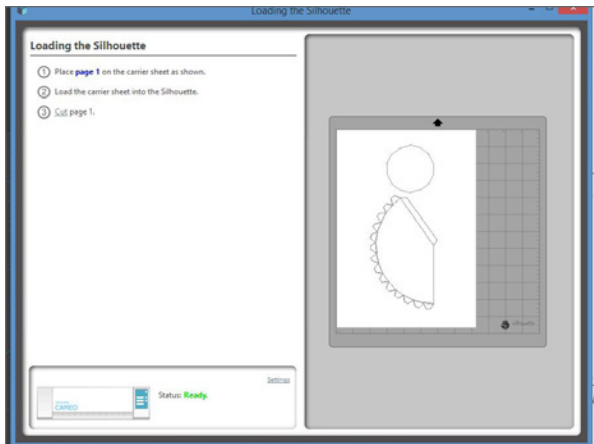 Loading the Silhouette
Loading the Silhouette
1 Place page 1 on the carrier sheet as shown.
2 Load the carrier sheet into the Silhouette.
3 Cut page 1.
Settings
Status: Ready.
CAMEO
silhouette